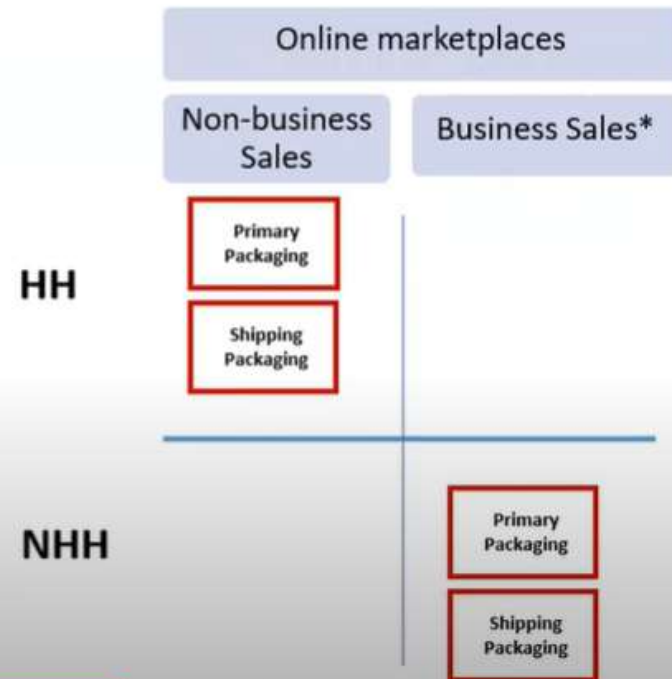 Online marketplaces
Non-business
Sales
Business Sales*
HH
Primary
Packaging
Shipping
Packaging
NHH
Primary
Packaging
Shipping
Packaging